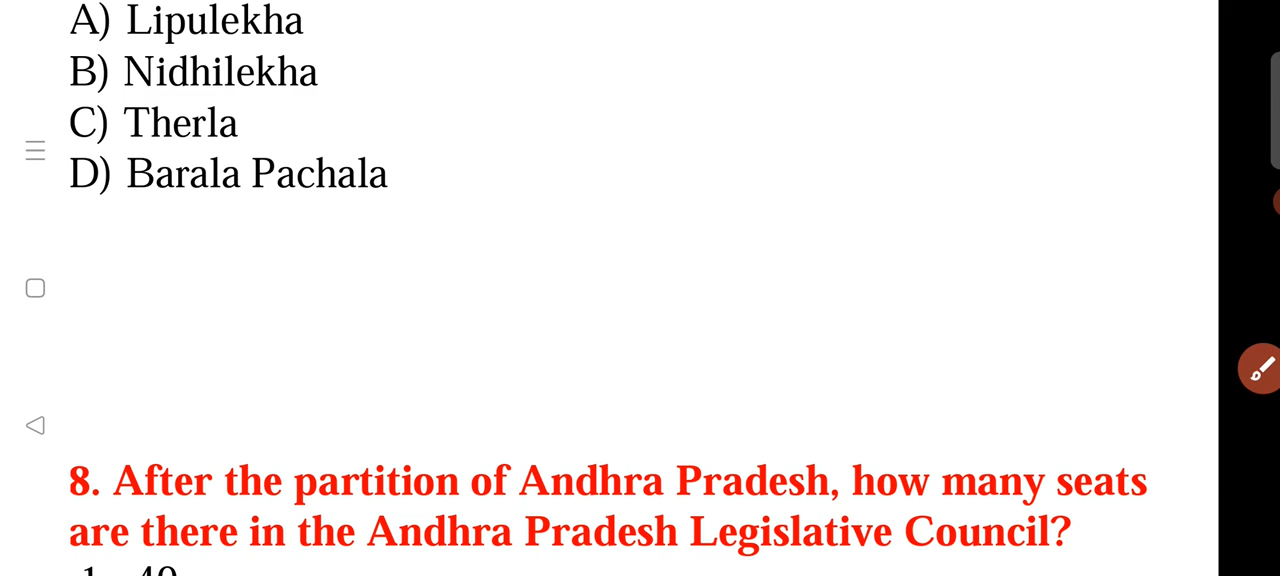 A) Lipulekha
B) Nidhilekha
C) Therla
D) Barala Pachala
8. After the partition of Andhra Pradesh, how many seats
are there in the Andhra Pradesh Legislative Council?